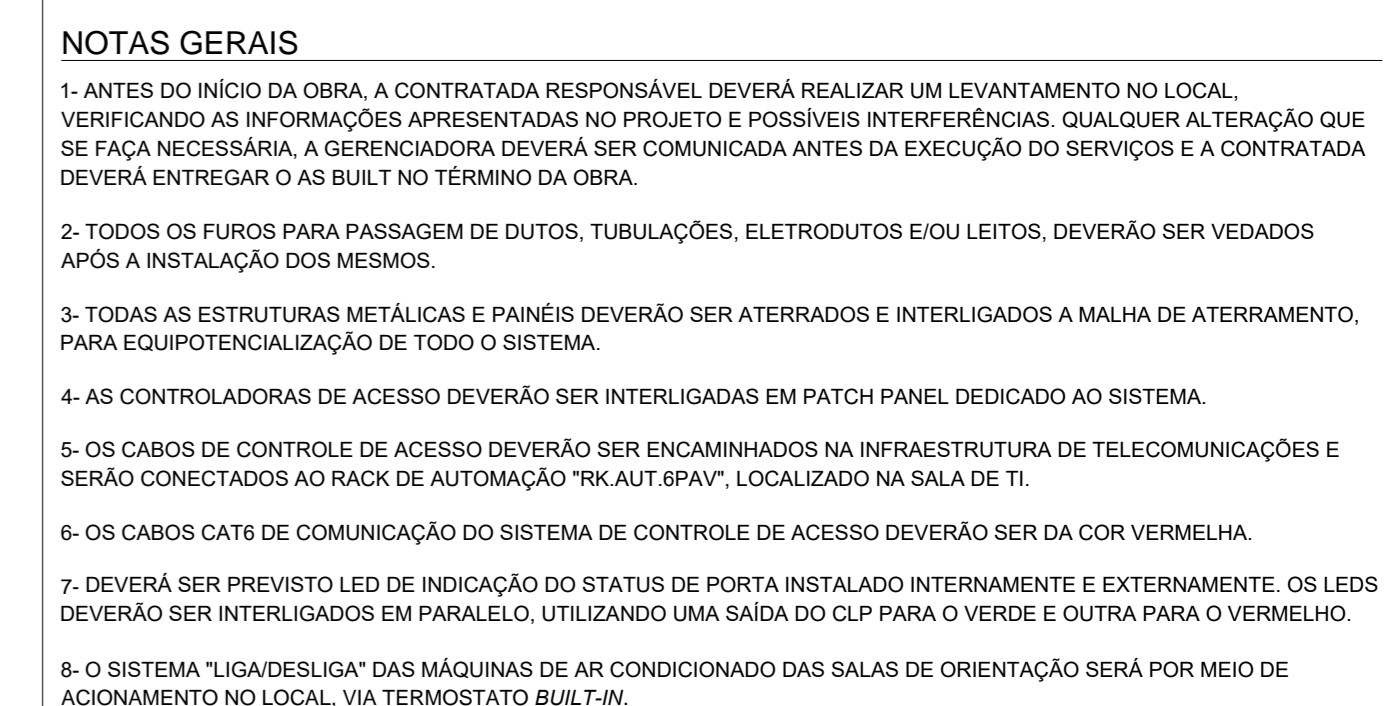 NOTAS GERAIS
1- ANTES DO INÍCIO DA OBRA, A CONTRATADA RESPONSÁVEL DEVERÁ REALIZAR UM LEVANTAMENTO NO LOCAL,
VERIFICANDO AS INFORMAÇÕES APRESENTADAS NO PROJETO E POSSÍVEIS INTERFERÊNCIAS. QUALQUER ALTERAÇÃO QUE
SE FAÇA NECESSÁRIA, A GERENCIADORA DEVERÁ SER COMUNICADA ANTES DA EXECUÇÃO DO SERVIÇOS E A CONTRATADA
DEVERÁ ENTREGAR O AS BUILT NO TÉRMINO DA OBRA.
2- TODOS OS FUROS PARA PASSAGEM DE DUTOS, TUBULAÇÕES, ELETRODUTOS E/OU LEITOS, DEVERÃO SER VEDADOS
APÓS A INSTALAÇÃO DOS MESMOS.
3- TODAS AS ESTRUTURAS METÁLICAS E PAINÉIS DEVERÃO SER ATERRADOS E INTERLIGADOS A MALHA DE ATERRAMENTO,
PARA EQUIPOTENCIALIZAÇÃO DE TODO O SISTEMA.
4- AS CONTROLADORAS DE ACESSO DEVERÃO SER INTERLIGADAS EM PATCH PANEL DEDICADO AO SISTEMA.
5- OS CABOS DE CONTROLE DE ACESSO DEVERÃO SER ENCAMINHADOS NA INFRAESTRUTURA DE TELECOMUNICAÇÕES E
SERÃO CONECTADOS AO RACK DE AUTOMAÇÃO "RK.AUT.6PAV", LOCALIZADO NA SALA DE TI.
6- OS CABOS CAT6 DE COMUNICAÇÃO DO SISTEMA DE CONTROLE DE ACESSO DEVERÃO SER DA COR VERMELHA.
7- DEVERÁ SER PREVISTO LED DE INDICAÇÃO DO STATUS DE PORTA INSTALADO INTERNAMENTE E EXTERNAMENTE. OS LEDS
DEVERÃO SER INTERLIGADOS EM PARALELO, UTILIZANDO UMA SAÍDA DO CLP PARA O VERDE E OUTRA PARA O VERMELHO.
8- O SISTEMA "LIGA/DESLIGA" DAS MÁQUINAS DE AR CONDICIONADO DAS SALAS DE ORIENTAÇÃO SERÁ POR MEIO DE
ACIONAMENTO NO LOCAL, VIA TERMOSTATO BUILT-IN.